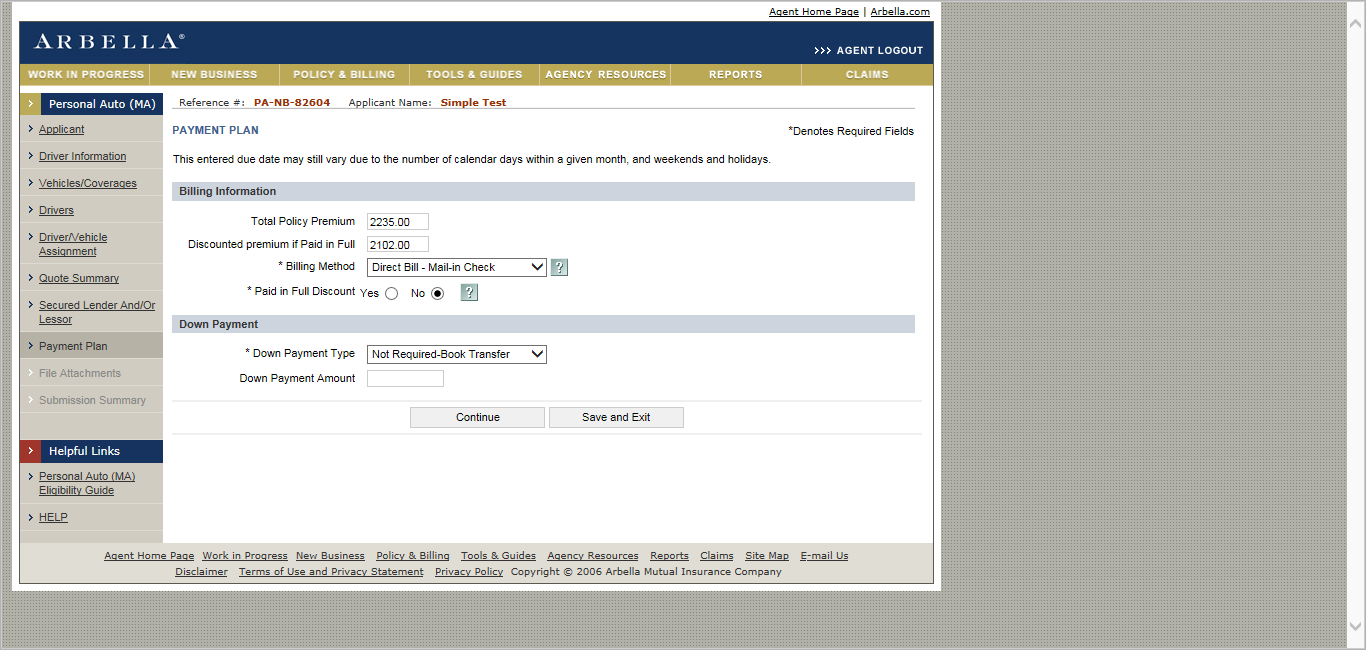 Agent Home Page | Arbella.com
ARBELLA®
>>> AGENT LOGOUT
WORK IN PROGRESS NEW BUSINESS POLICY & BILLING TOOLS & GUIDES AGENCY RESOURCES REPORTS CLAIMS
Personal Auto (MA)
Applicant
Driver Information
Vehicles/Coverages
Drivers
Driver/Vehicle
Assignment
Quote Summary
Secured Lender And/Or
Lessor
Payment Plan
File Attachments
Submission Summary
Helpful Links
Personal Auto (MA)
Eligibility Guide
HELP
Reference #: PA-NB-82604 Applicant Name: Simple Test
PAYMENT PLAN
*Denotes Required Fields
This entered due date may still vary due to the number of calendar days within a given month, and weekends and holidays.
Billing Information
Total Policy Premium 2235.00
Discounted premium if Paid in Full 2102.00
* Billing Method Direct Bill - Mail-in Check ?
* Paid in Full Discount Yes No ?
Down Payment
* Down Payment Type Not Required-Book Transfer
Down Payment Amount
Continue Save and Exit
Agent Home Page Work in Progress New Business Policy & Billing Tools & Guides Agency Resources Reports Claims Site Map E-mail Us
Disclaimer Terms of Use and Privacy Statement Privacy Policy Copyright © 2006 Arbella Mutual Insurance Company